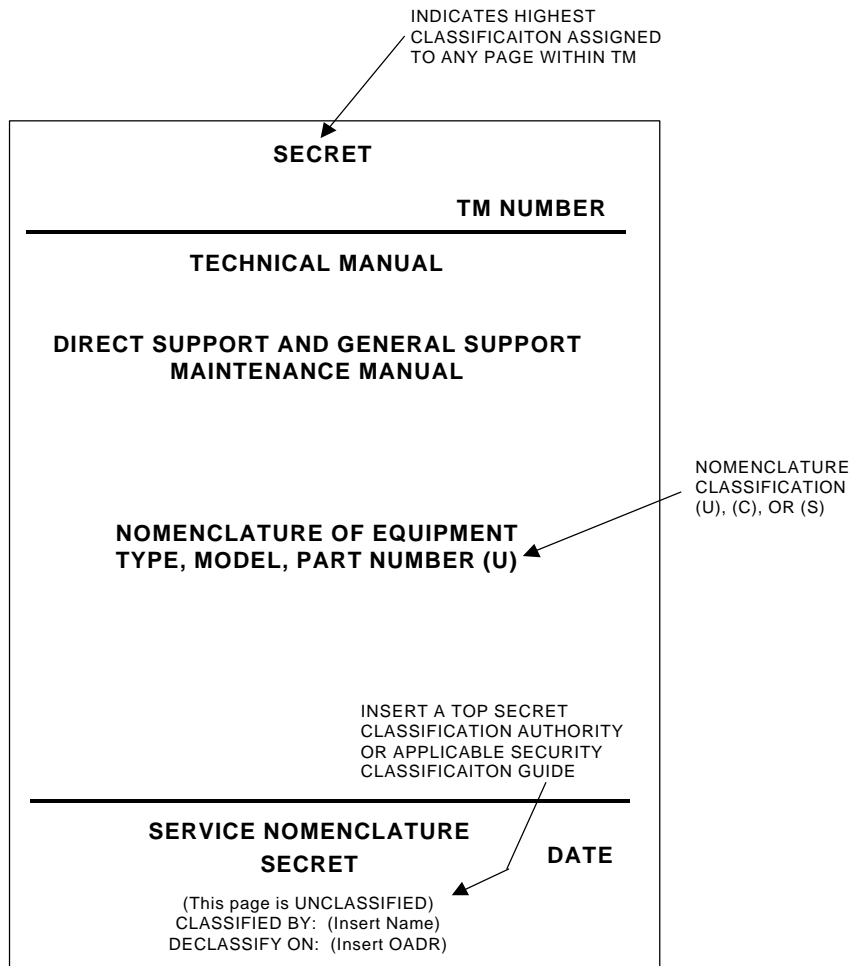 INDICATES HIGHEST
CLASSIFICAITON ASSIGNED
TO ANY PAGE WITHIN TM
SECRET
TM NUMBER
TECHNICAL MANUAL
DIRECT SUPPORT AND GENERAL SUPPORT
MAINTENANCE MANUAL
NOMENCLATURE
CLASSIFICATION
(U), (C), OR (S)
NOMENCLATURE OF EQUIPMENT
TYPE, MODEL, PART NUMBER (U)
INSERT A TOP SECRET
CLASSIFICATION AUTHORITY
OR APPLICABLE SECURITY
CLASSIFICAITON GUIDE
SERVICE NOMENCLATURE
SECRET
DATE
(This page is UNCLASSIFIED)
CLASSIFIED BY: (Insert Name)
DECLASSIFY ON: (Insert OADR)